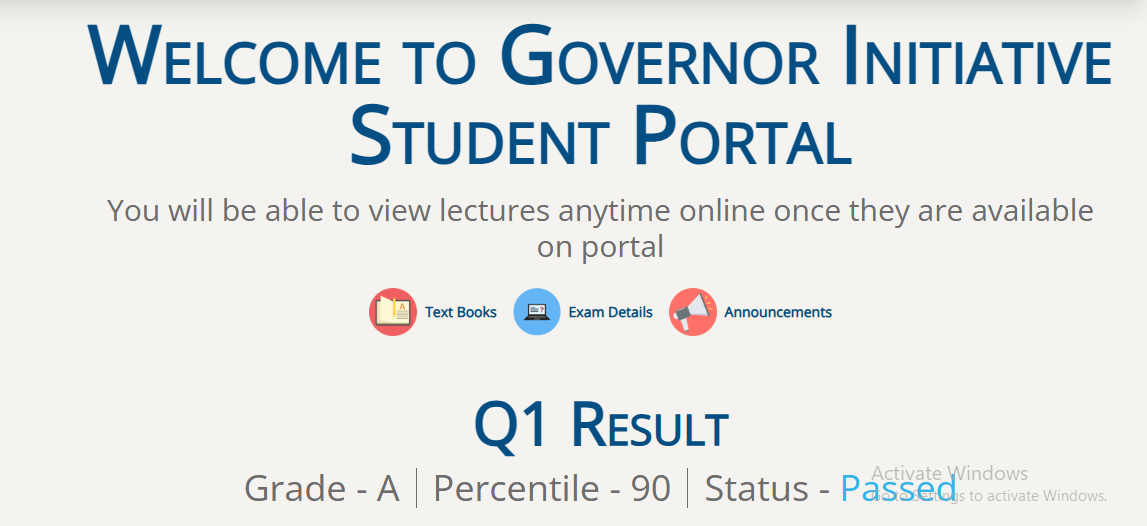 Welcome to Governor Initiative
Student Portal
You will be able to view lectures anytime online once they are available
on portal
Text Books
Exam Details
Announcements
Q1 Result
Grade - A | Percentile - 90 | Status - Passed
Activate Windows
Go to Settings to activate Windows.